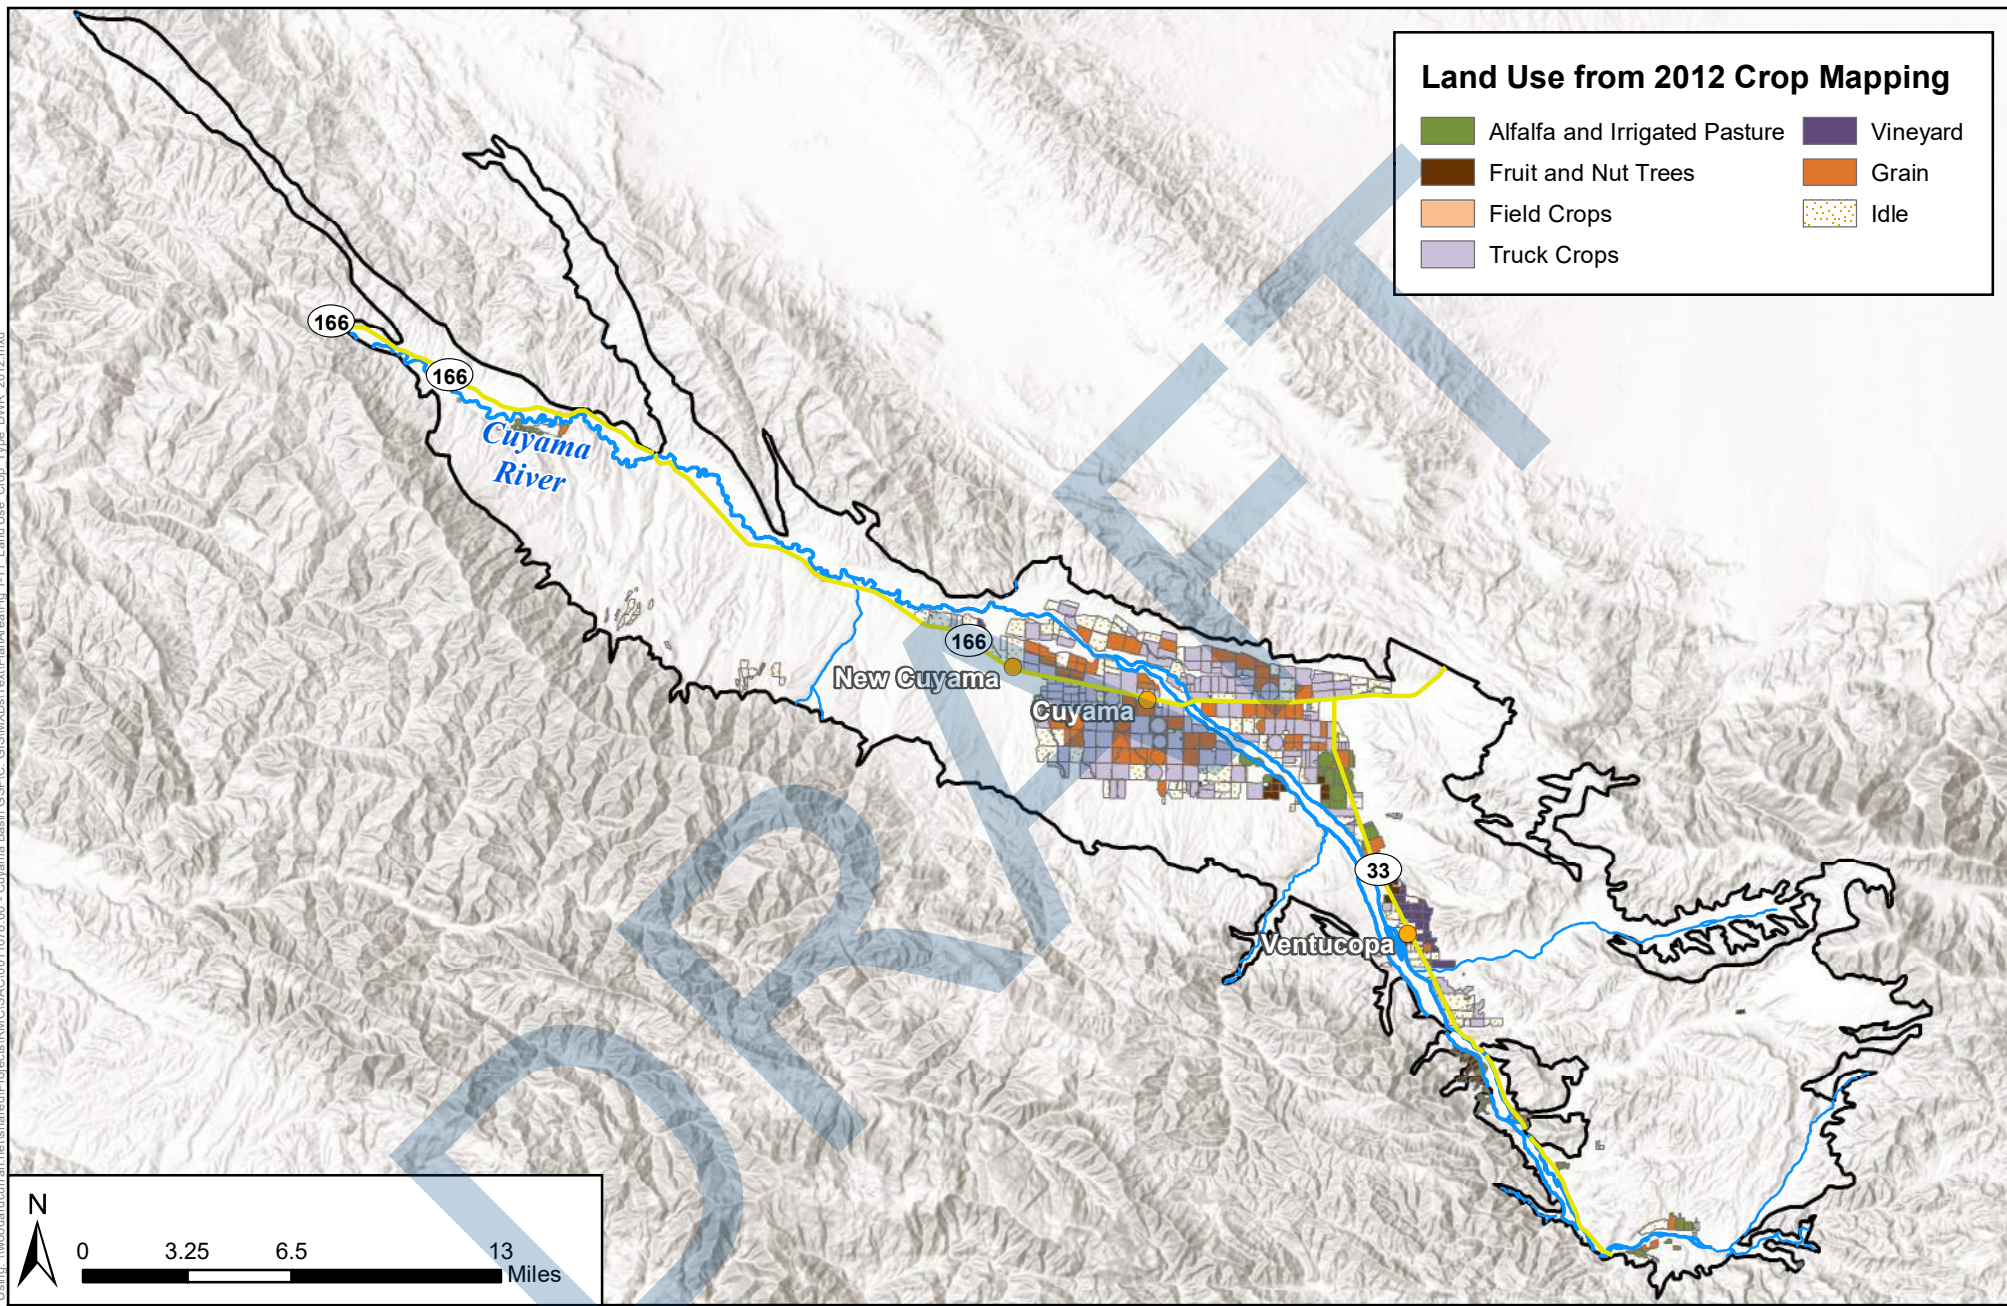 Land Use from 2012 Crop Mapping
Alfalfa and Irrigated Pasture
Vineyard
Fruit and Nut Trees
Grain
Field Crops
Idle
Truck Crops
166
166
Cuyama
River
166
New Cuyama
Cuyama
33
Ventucopa
DRAFT
N
0 3.25 6.5 13
Miles